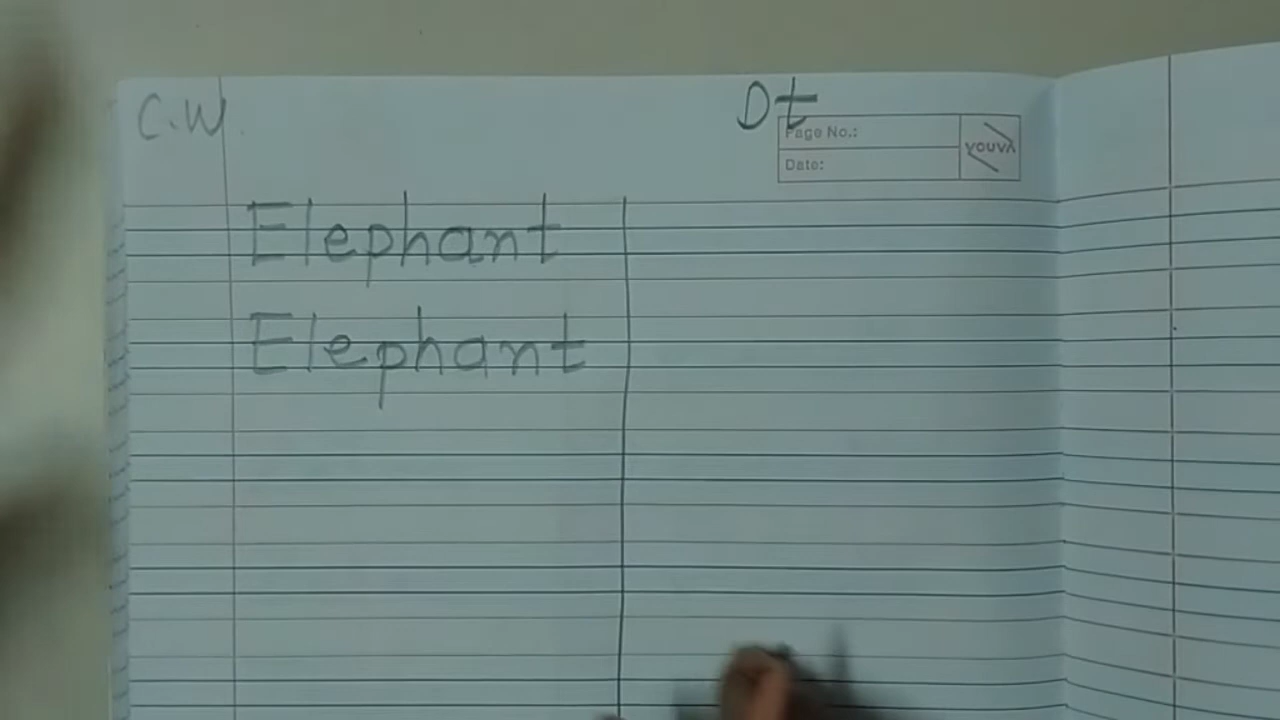 C.W. Dt
Page No.:
Date:
YOUVA
Elephant
Elephant